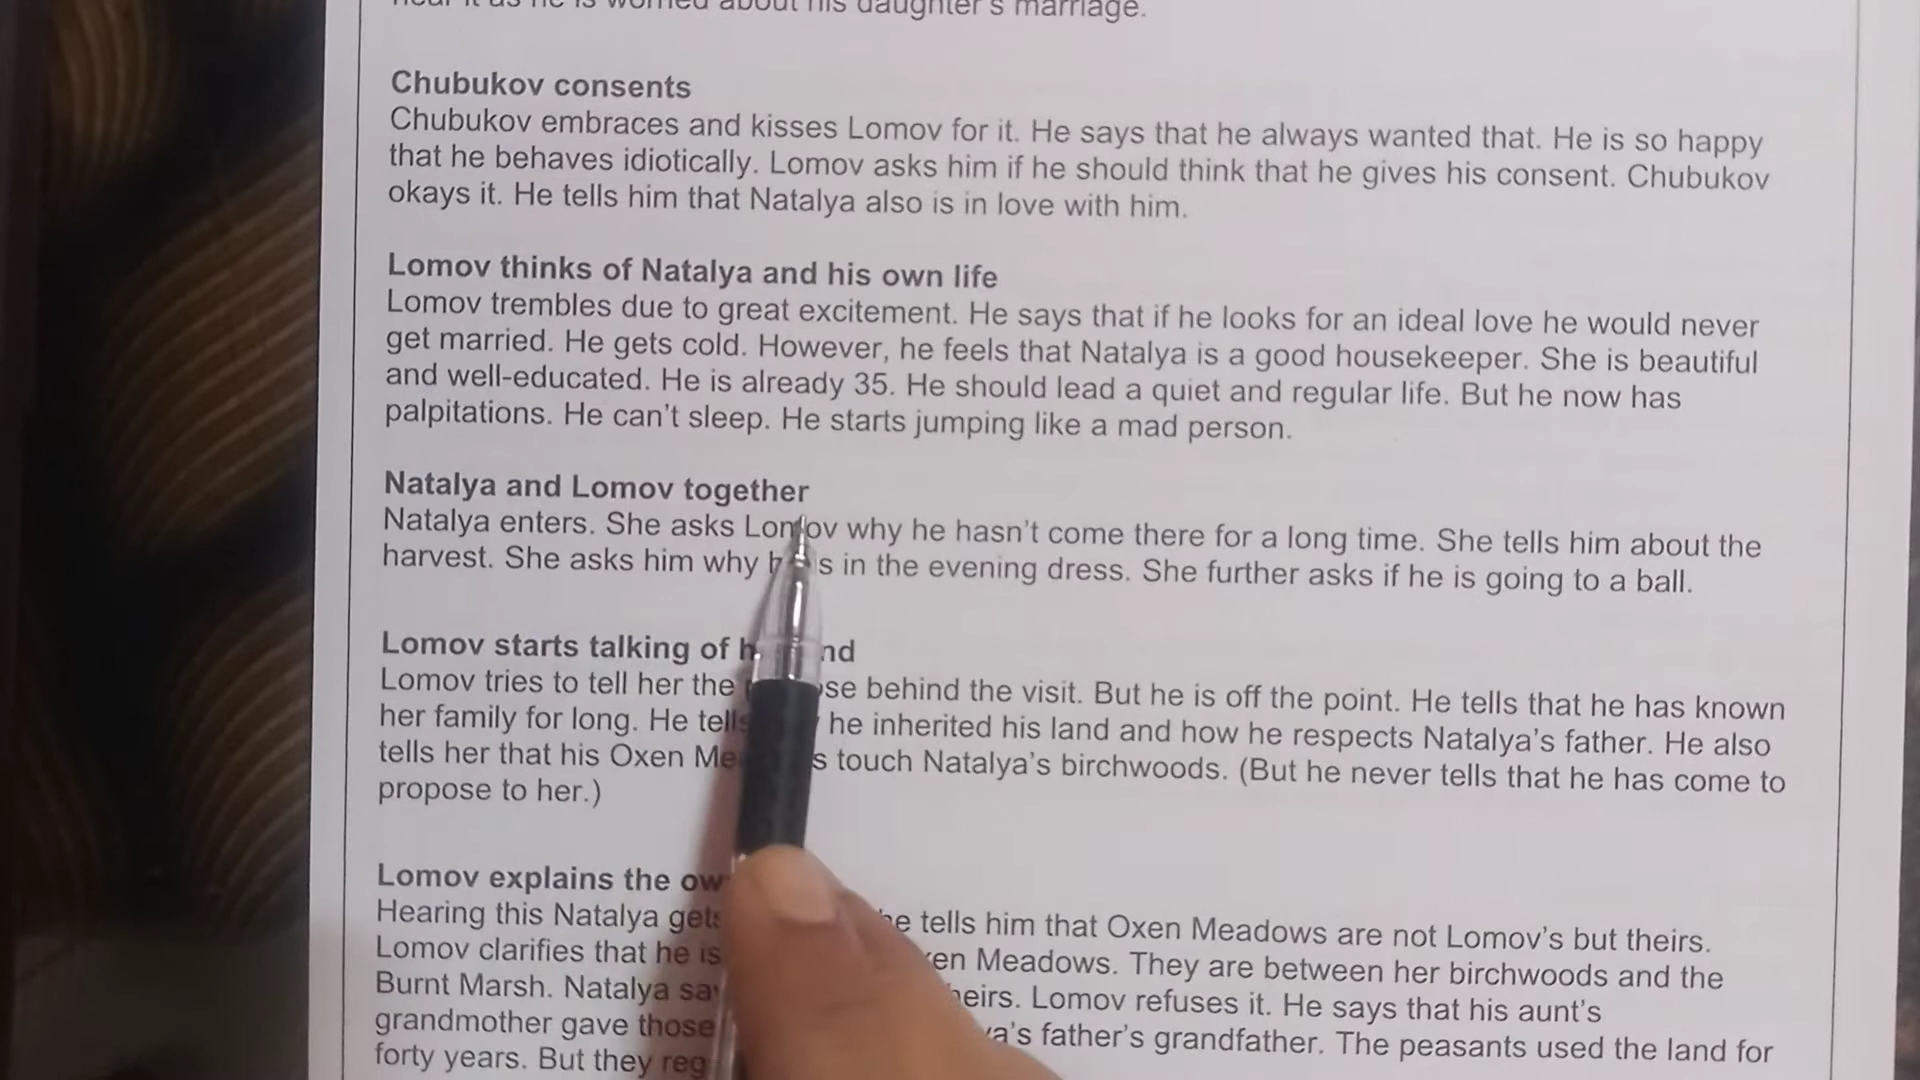 hear it as he is worried about his daughter's marriage.
Chubukov consents
Chubukov embraces and kisses Lomov for it. He says that he always wanted that. He is so happy
that he behaves idiotically. Lomov asks him if he should think that he gives his consent. Chubukov
okays it. He tells him that Natalya also is in love with him.
Lomov thinks of Natalya and his own life
Lomov trembles due to great excitement. He says that if he looks for an ideal love he would never
get married. He gets cold. However, he feels that Natalya is a good housekeeper. She is beautiful
and well-educated. He is already 35. He should lead a quiet and regular life. But he now has
palpitations. He can't sleep. He starts jumping like a mad person.
Natalya and Lomov together
Natalya enters. She asks Lomov why he hasn't come there for a long time. She tells him about the
harvest. She asks him why in the evening dress. She further asks if he is going to a ball.
Lomov starts talking of
Lomov tries to tell her the behind the visit. But he is off the point. He tells that he has known
her family for long. He tells he inherited his land and how he respects Natalya's father. He also
tells her that his Oxen touch Natalya's birchwoods. (But he never tells that he has come to
propose to her.)
Lomov explains the
Hearing this Natalya gets tells him that Oxen Meadows are not Lomov's but theirs.
Lomov clarifies that he is Meadows. They are between her birchwoods and the
Burnt Marsh. Natalya Lomov refuses it. He says that his aunt's
grandmother gave those father's grandfather. The peasants used the land for
forty years. But they